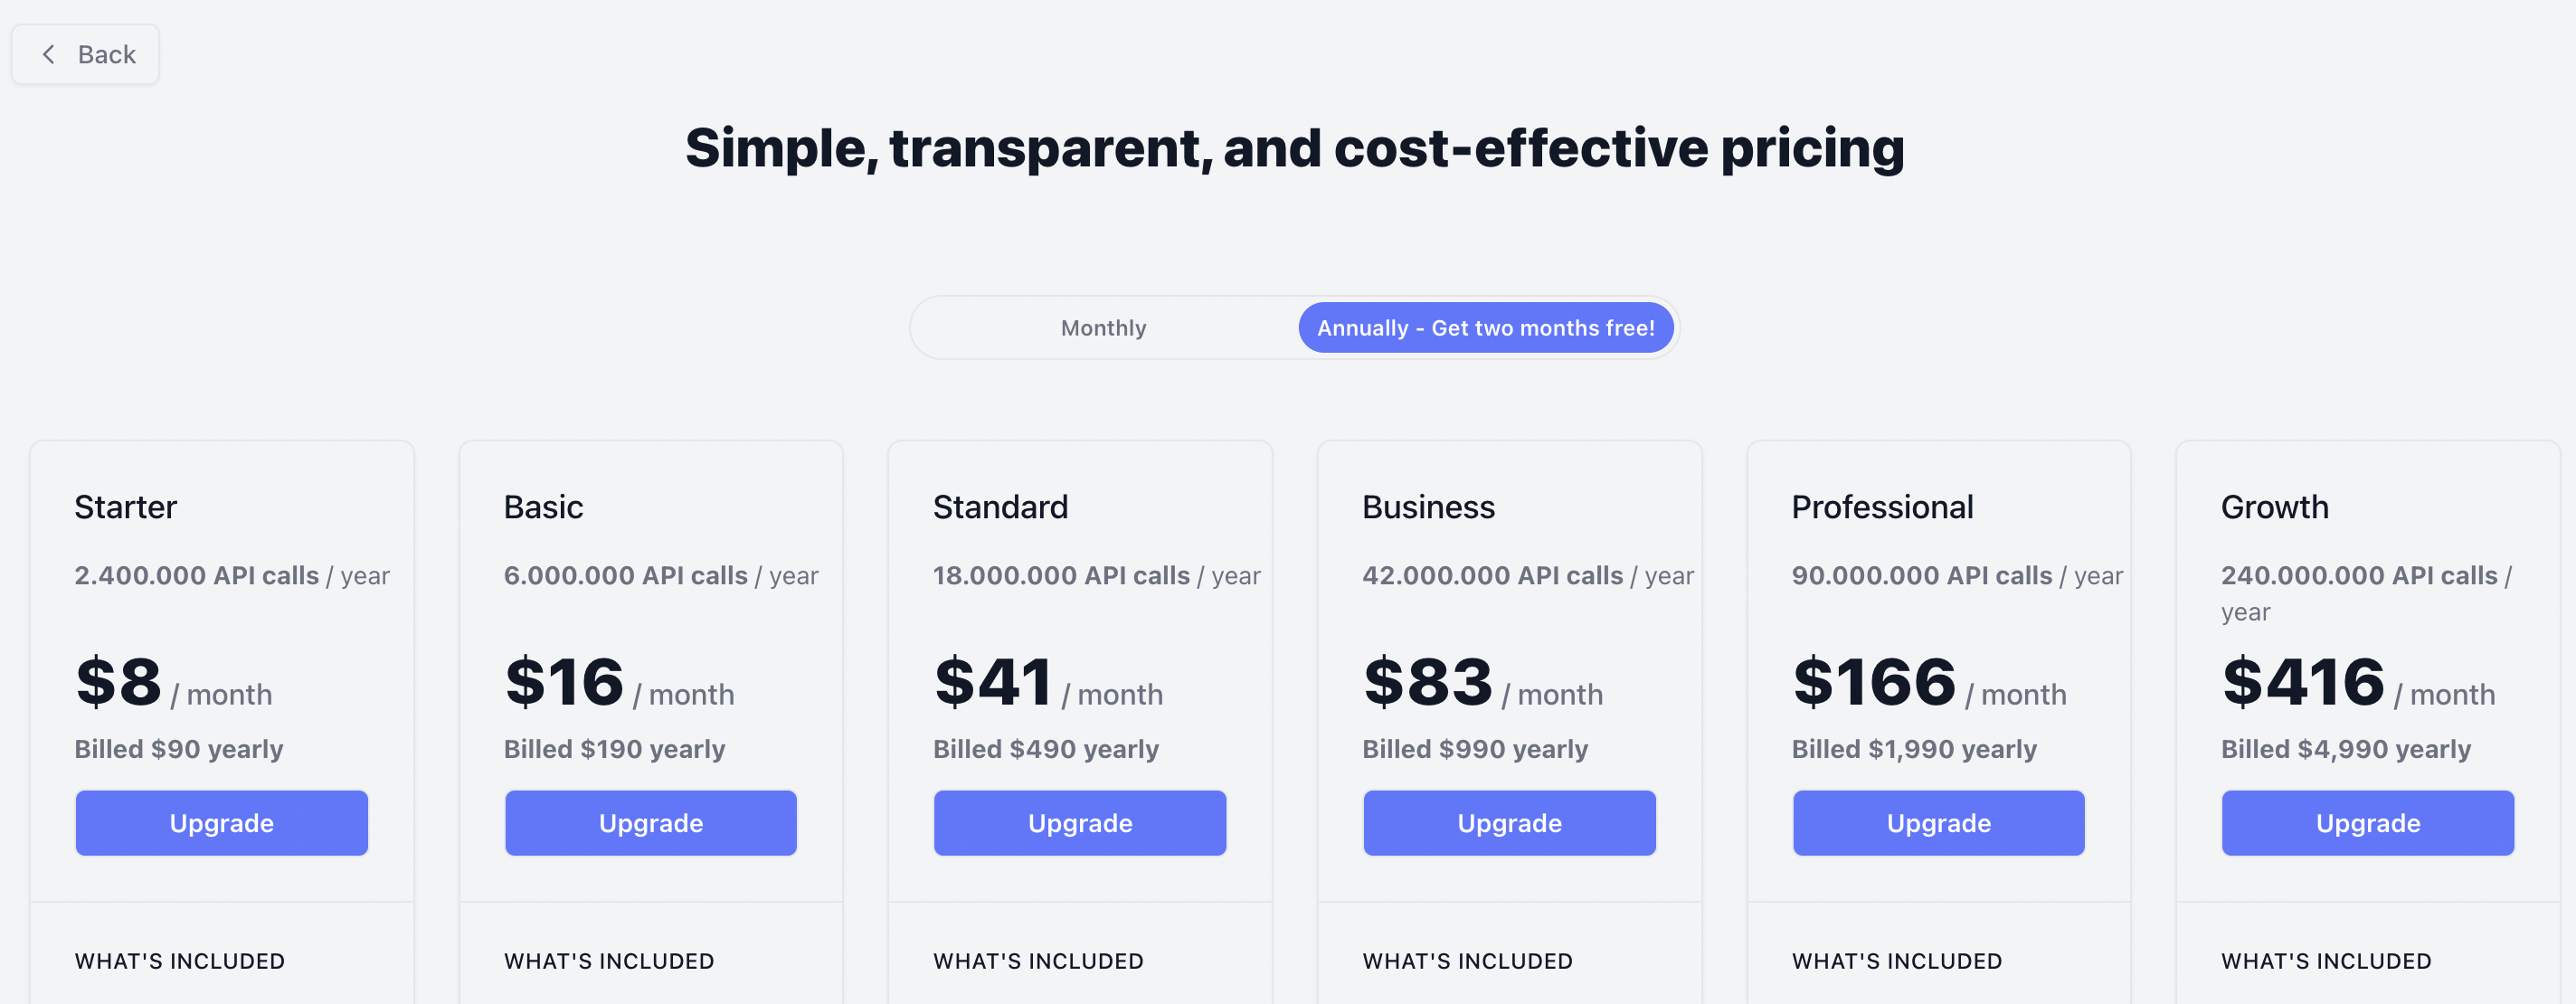 Back
Simple, transparent, and cost-effective pricing
Monthly
Annually - Get two months free!
Starter
2.400.000 API calls / year
$8 / month
Billed $90 yearly
Upgrade
WHAT'S INCLUDED
Basic
6.000.000 API calls / year
$16 / month
Billed $190 yearly
Upgrade
WHAT'S INCLUDED
Standard
18.000.000 API calls / year
$41 / month
Billed $490 yearly
Upgrade
WHAT'S INCLUDED
Business
42.000.000 API calls / year
$83 / month
Billed $990 yearly
Upgrade
WHAT'S INCLUDED
Professional
90.000.000 API calls / year
$166 / month
Billed $1,990 yearly
Upgrade
WHAT'S INCLUDED
Growth
240.000.000 API calls /
year
$416 / month
Billed $4,990 yearly
Upgrade
WHAT'S INCLUDED